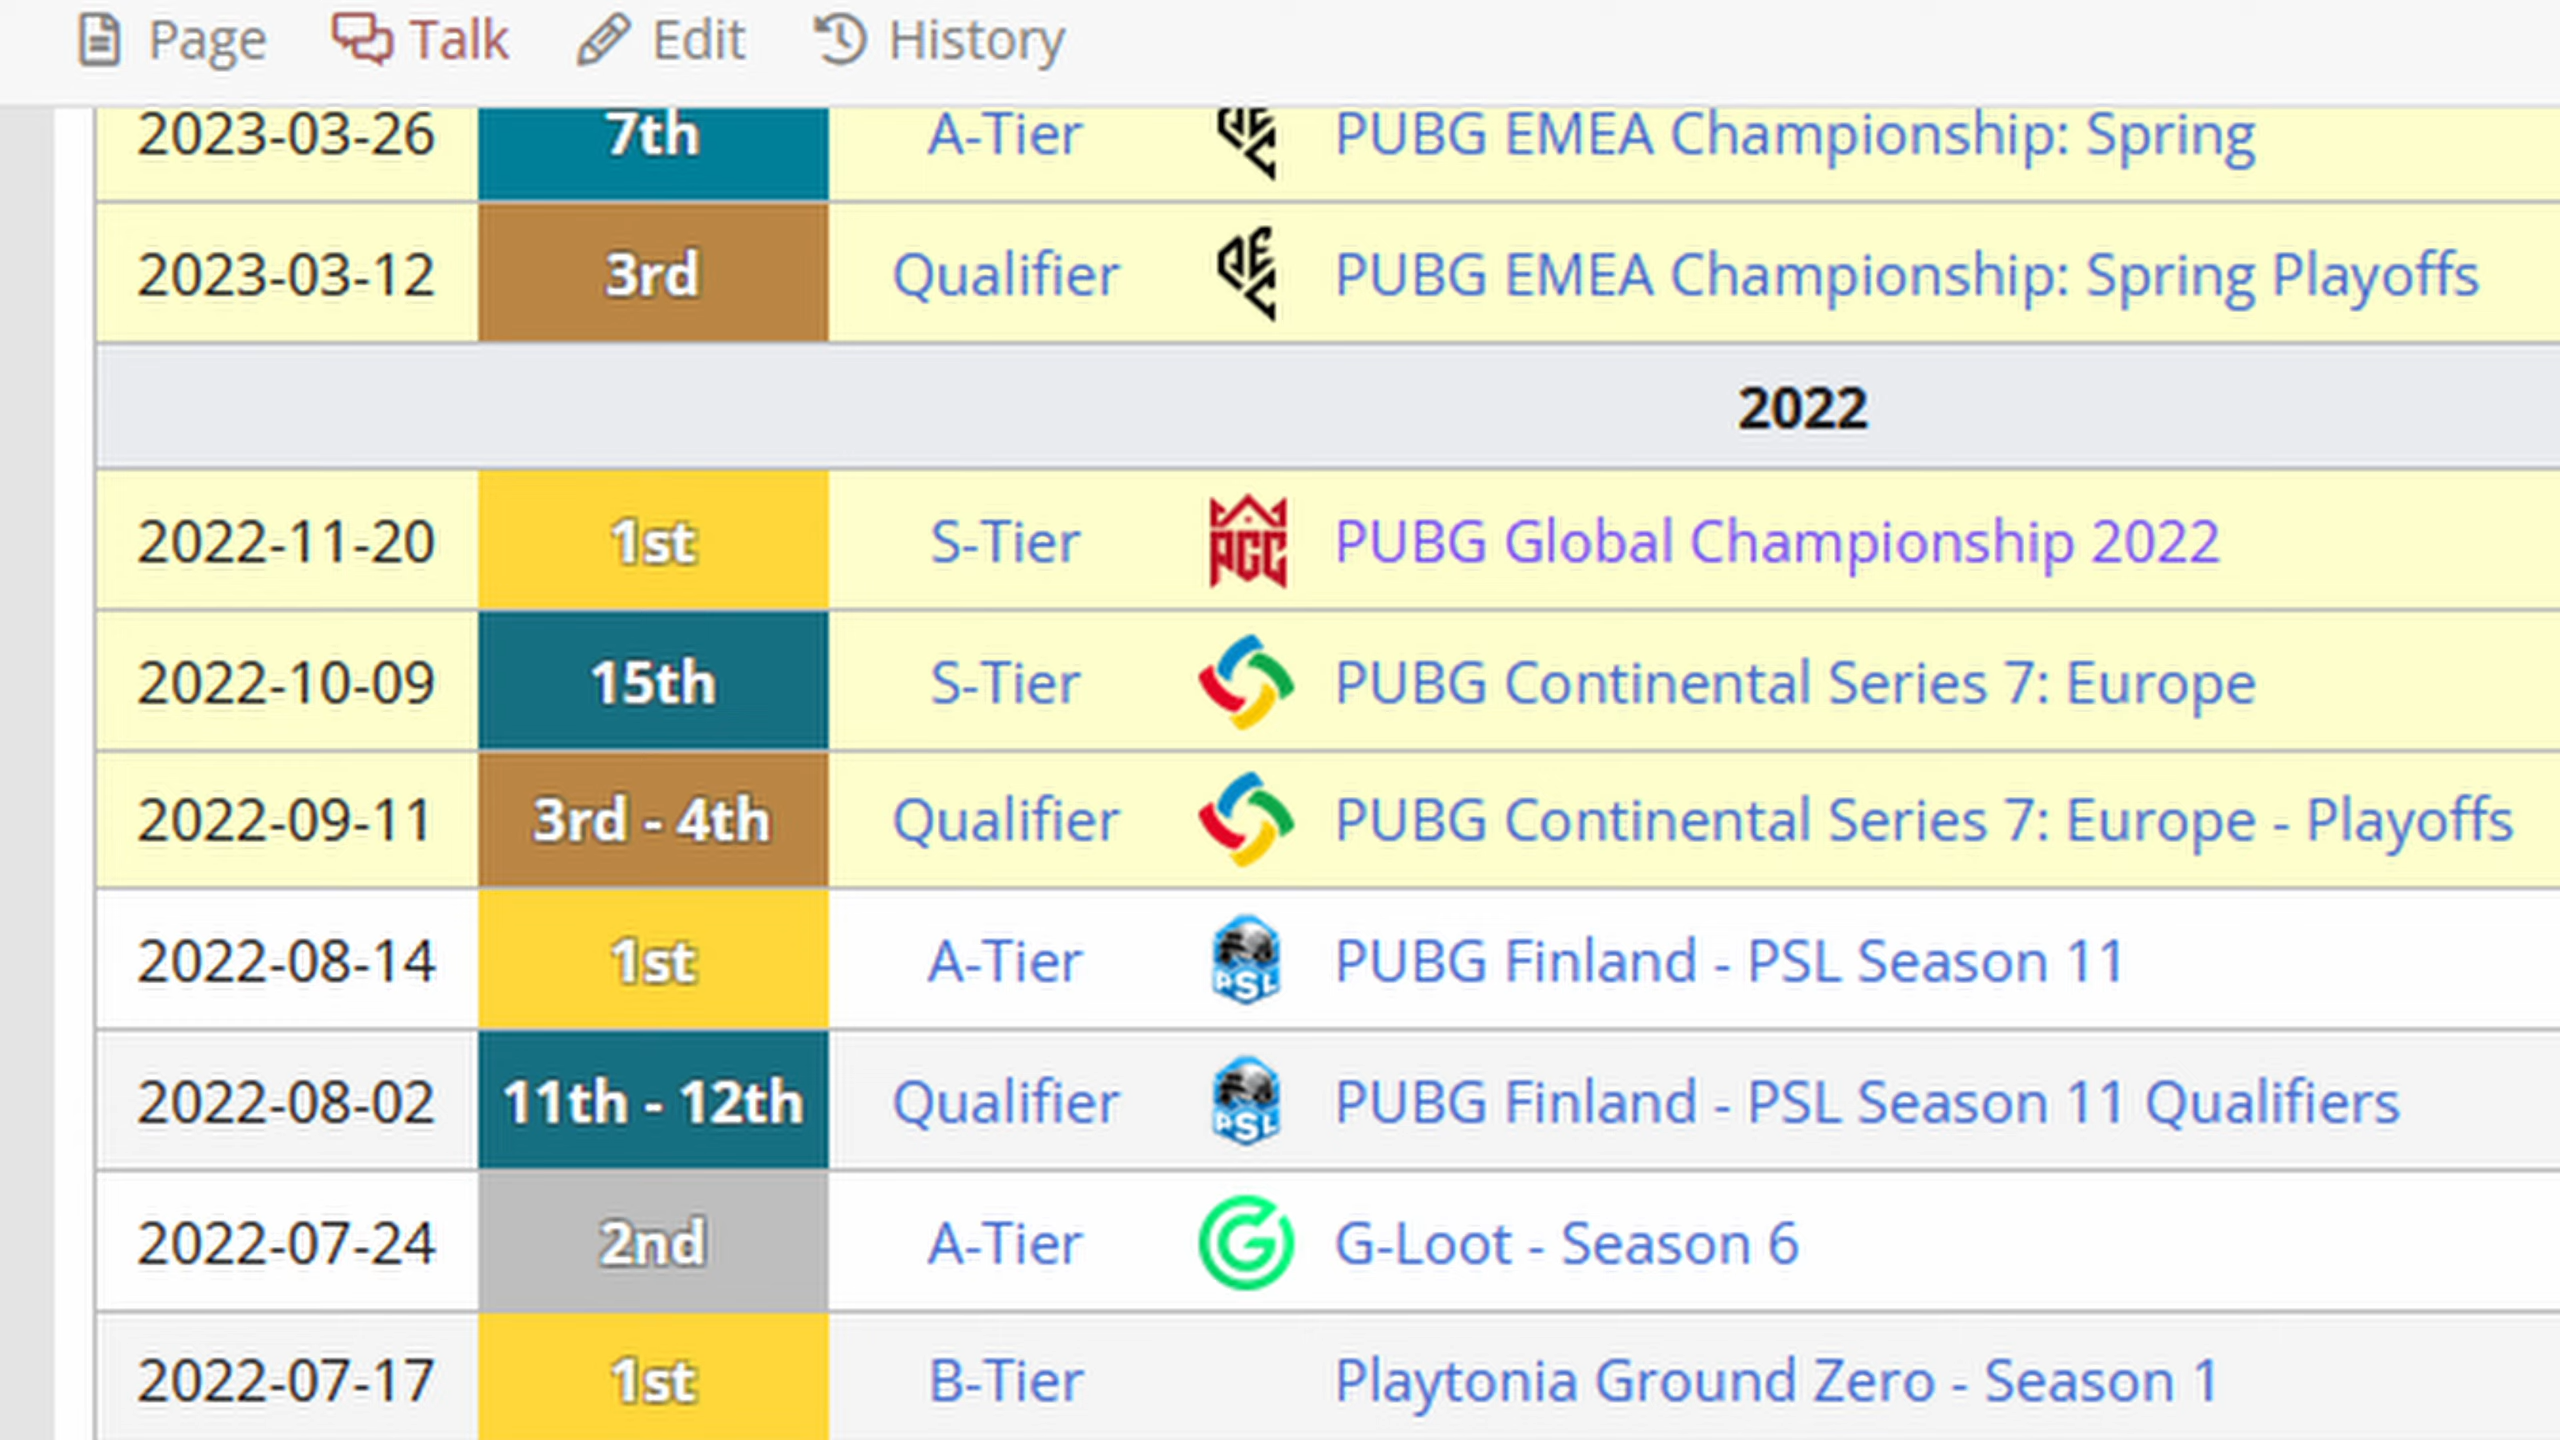 Page Talk Edit History
2023-03-26 7th A-Tier PUBG EMEA Championship: Spring
2023-03-12 3rd Qualifier PUBG EMEA Championship: Spring Playoffs
2022
2022-11-20 1st S-Tier PGC PUBG Global Championship 2022
2022-10-09 15th S-Tier PUBG Continental Series 7: Europe
2022-09-11 3rd - 4th Qualifier PUBG Continental Series 7: Europe - Playoffs
2022-08-14 1st A-Tier PSL PUBG Finland - PSL Season 11
2022-08-02 11th - 12th Qualifier PSL PUBG Finland - PSL Season 11 Qualifiers
2022-07-24 2nd A-Tier G G-Loot - Season 6
2022-07-17 1st B-Tier Playtonia Ground Zero - Season 1